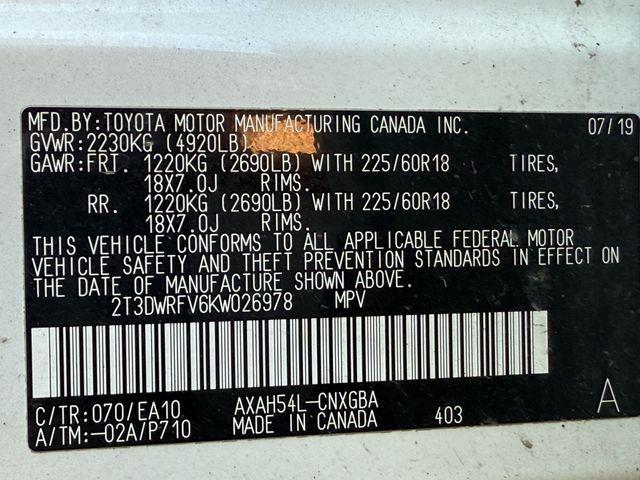 MFD.BY:TOYOTA MOTOR MANUFACTURING CANADA INC. 07/19
GVWR:2230KG (4920LB)
GAWR:FRT. 1220KG (2690LB) WITH 225/60R18 TIRES,
18X7.0J RIMS.
RR. 1220KG (2690LB) WITH 225/60R18 TIRES,
18X7.0J RIMS.
THIS VEHICLE CONFORMS TO ALL APPLICABLE FEDERAL MOTOR
VEHICLE SAFETY AND THEFT PREVENTION STANDARDS IN EFFECT ON
THE DATE OF MANUFACTURE SHOWN ABOVE.
2T3DWRFV6KW026978 MPV
C/TR:070/EA10 AXAH54L-CNXGBA
A/TM:-02A/P710 MADE IN CANADA 403 A